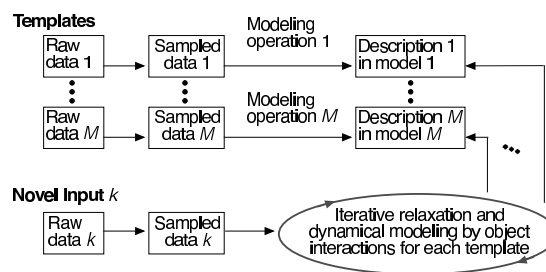 Templates
Raw
data 1
Sampled
data 1
Modeling
operation 1
Description 1
in model 1
Raw
data M
Sampled
data M
Modeling
operation M
Description M
in model M
Novel Input k
Raw
data k
Sampled
data k
Iterative relaxation and
dynamical modeling by object
interactions for each template